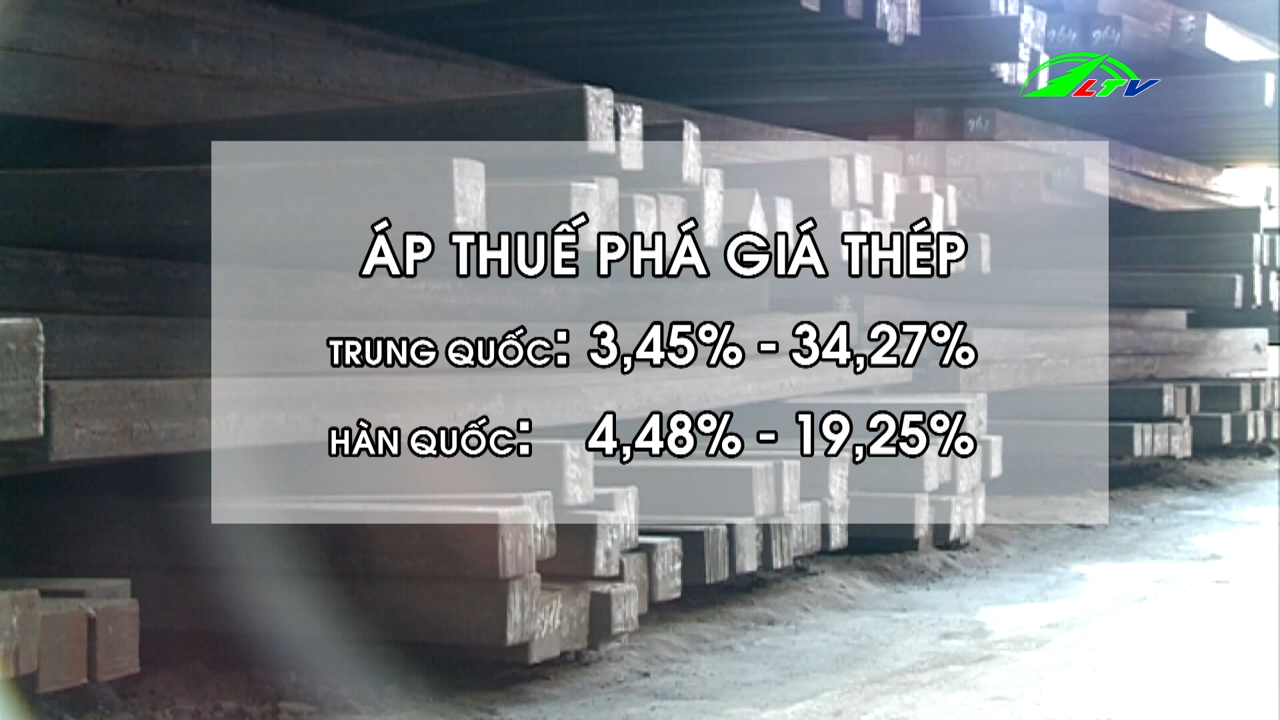 LTV
ÁP THUẾ PHÁ GIÁ THÉP
TRUNG QUỐC: 3,45% - 34,27%
HÀN QUỐC: 4,48% - 19,25%